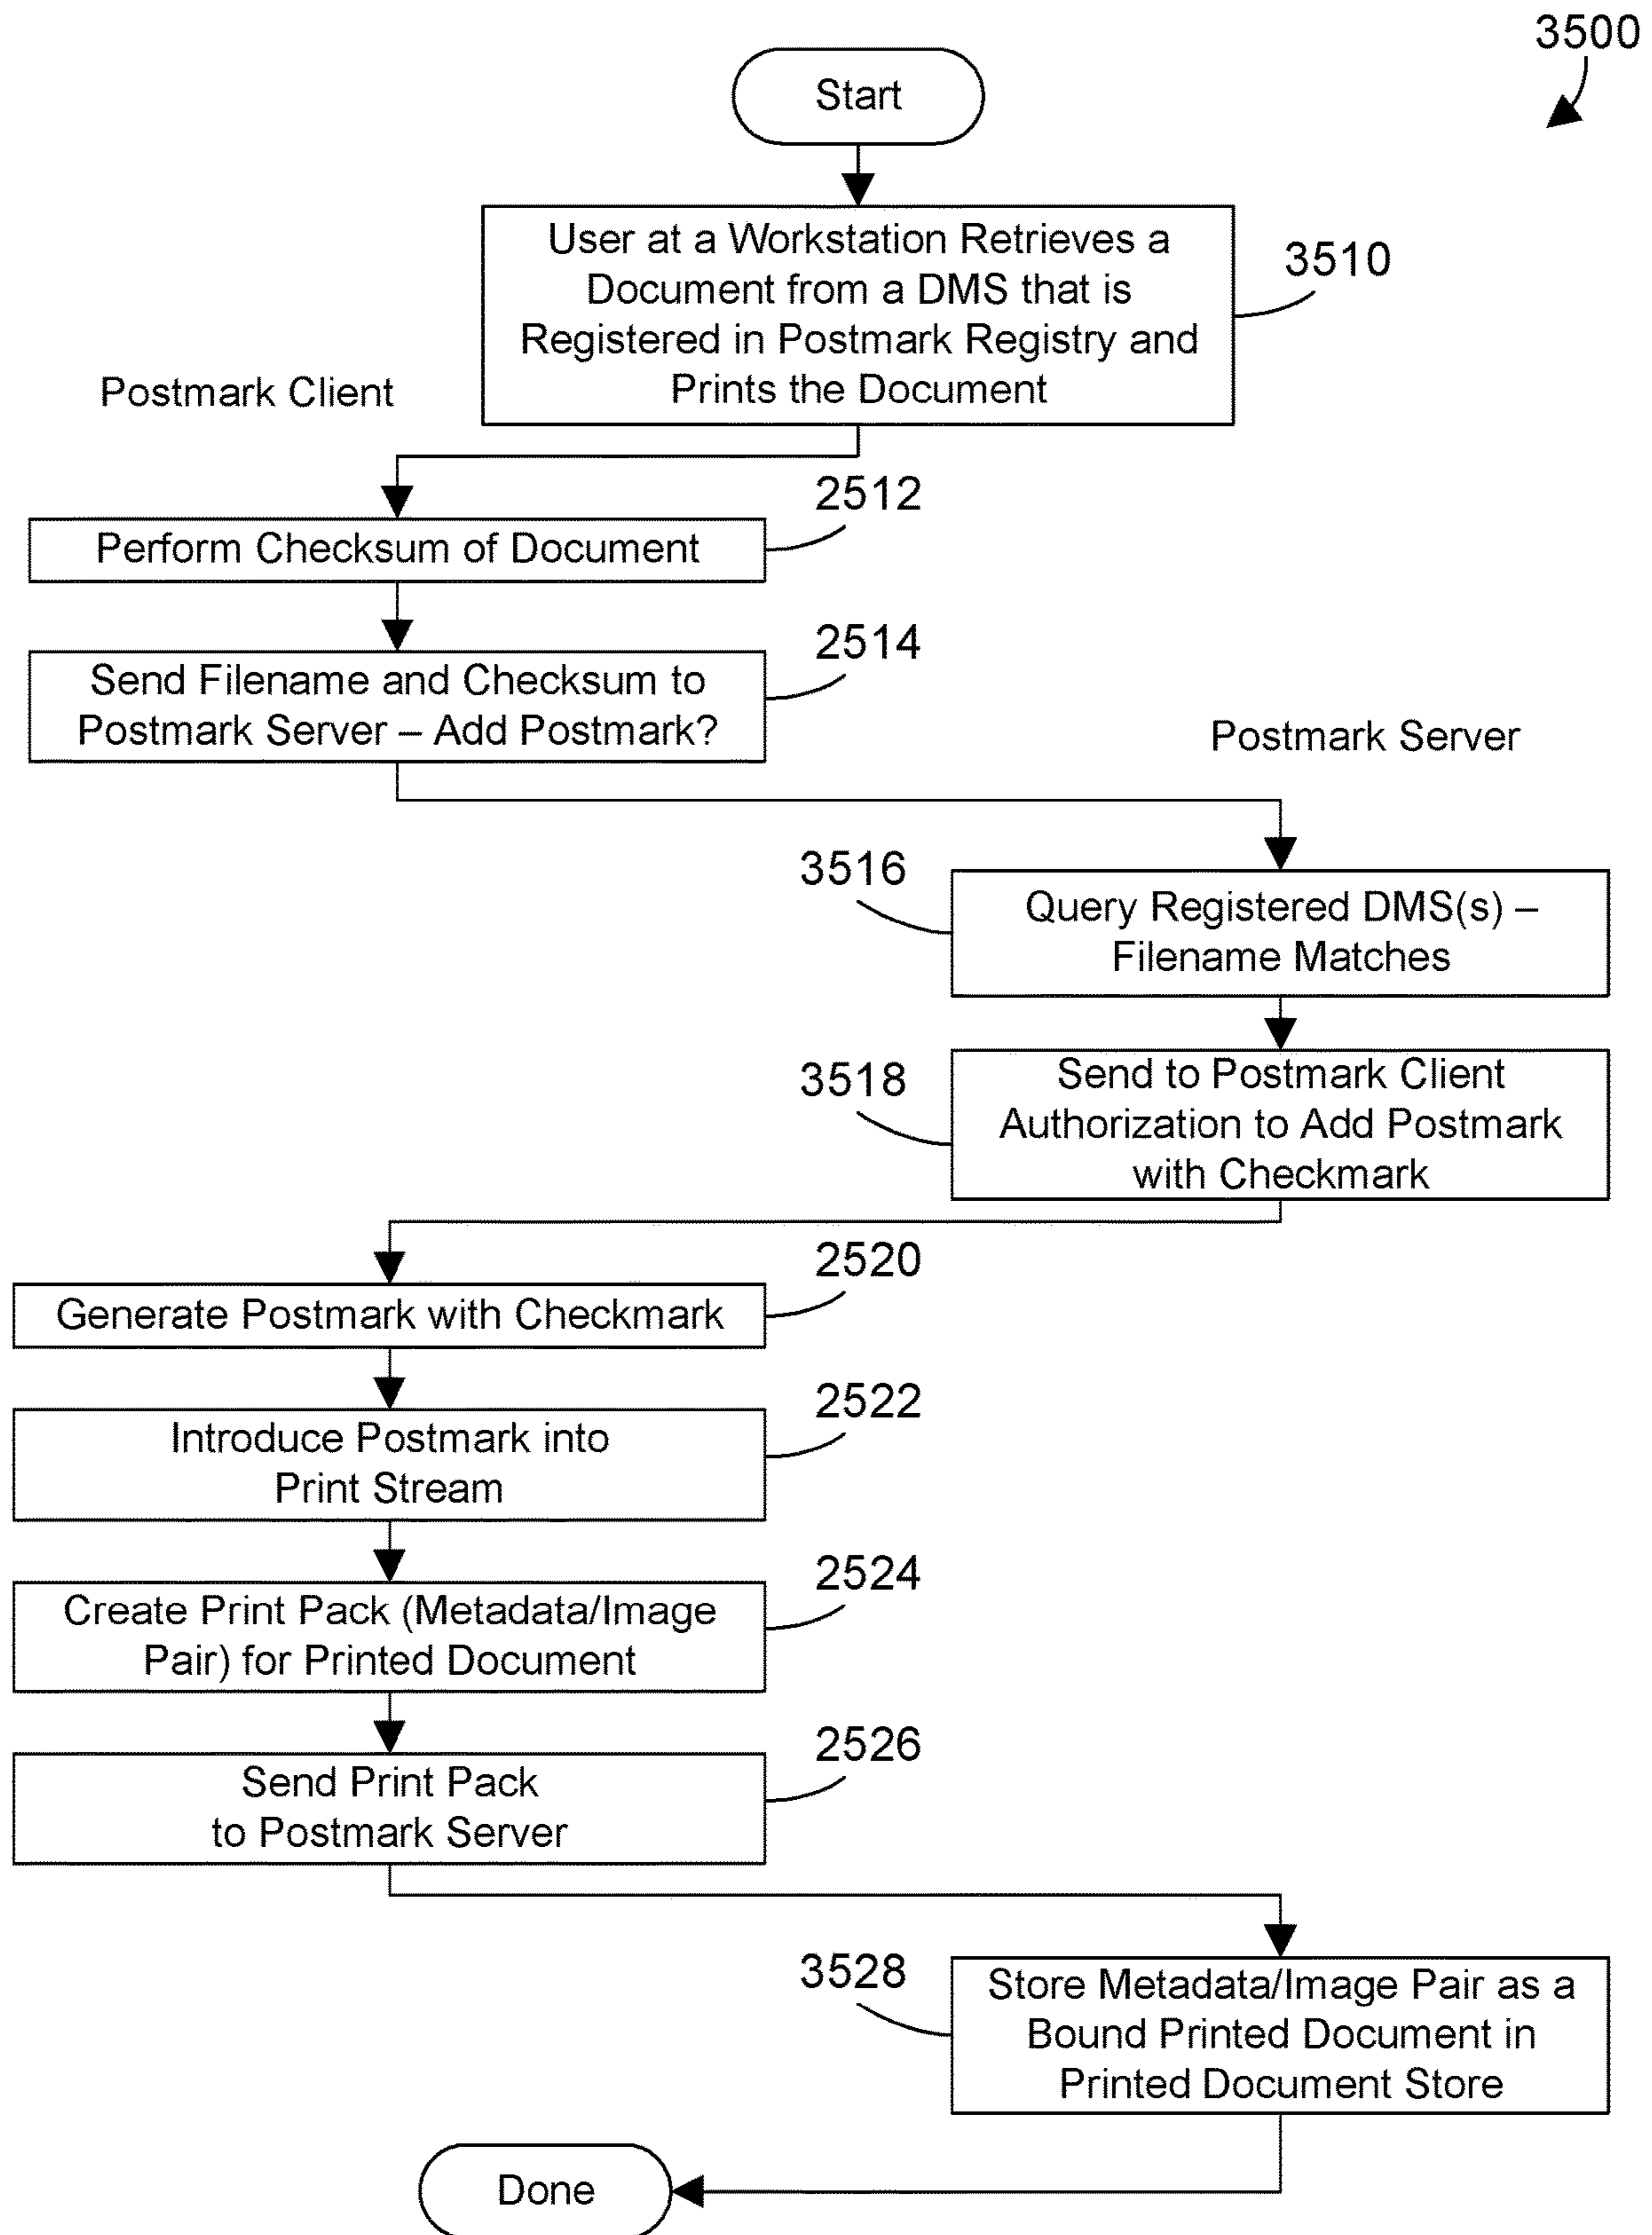 3500
Start
User at a Workstation Retrieves a
Document from a DMS that is
Registered in Postmark Registry and
Prints the Document
3510
Postmark Client
2512
Perform Checksum of Document
2514
Send Filename and Checksum to
Postmark Server – Add Postmark?
Postmark Server
3516
Query Registered DMS(s) –
Filename Matches
3518
Send to Postmark Client
Authorization to Add Postmark
with Checkmark
2520
Generate Postmark with Checkmark
2522
Introduce Postmark into
Print Stream
2524
Create Print Pack (Metadata/Image
Pair) for Printed Document
2526
Send Print Pack
to Postmark Server
3528
Store Metadata/Image Pair as a
Bound Printed Document in
Printed Document Store
Done